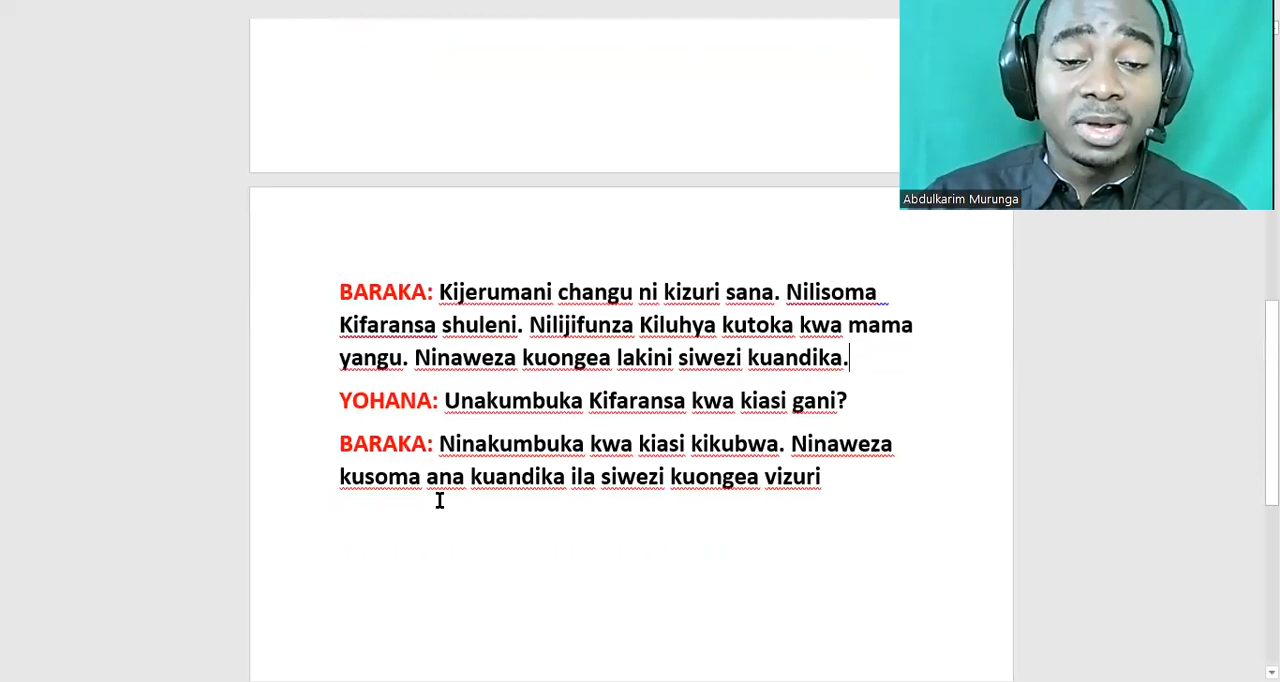 Abdulkarim Murunga
BARAKA: Kijerumani changu ni kizuri sana. Nilisoma
Kifaransa shuleni. Nilijifunza Kiluhya kutoka kwa mama
yangu. Ninaweza kuongea lakini siwezi kuandika.
YOHANA: Unakumbuka Kifaransa kwa kiasi gani?
BARAKA: Ninakumbuka kwa kiasi kikubwa. Ninaweza
kusoma ana kuandika ila siwezi kuongea vizuri